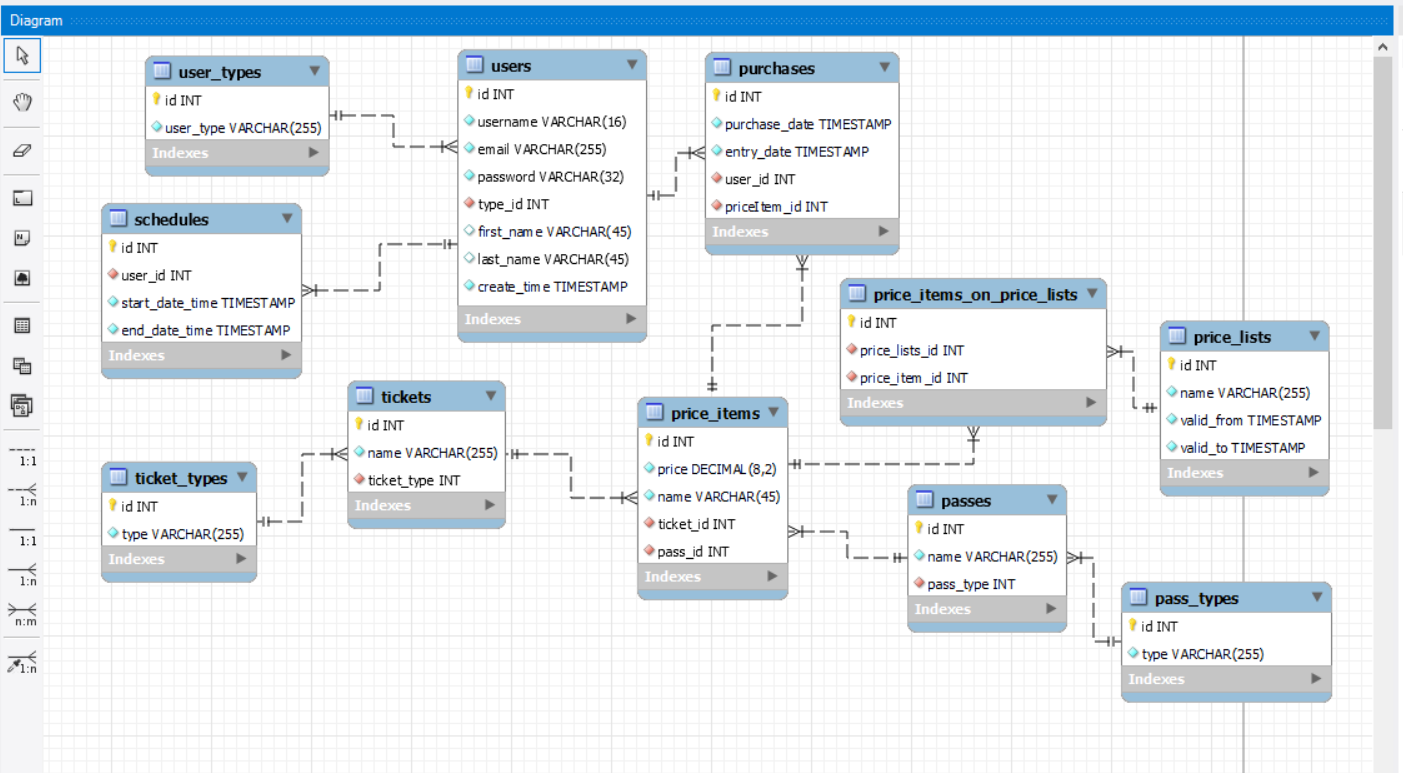 Diagram
user_types
id INT
user_type VARCHAR(255)
Indexes
users
id INT
username VARCHAR(16)
email VARCHAR(255)
password VARCHAR(32)
type_id INT
first_name VARCHAR(45)
last_name VARCHAR(45)
create_time TIMESTAMP
Indexes
purchases
id INT
purchase_date TIMESTAMP
entry_date TIMESTAMP
user_id INT
priceItem_id INT
Indexes
schedules
id INT
user_id INT
start_date_time TIMESTAMP
end_date_time TIMESTAMP
Indexes
price_items_on_price_lists
id INT
price_lists_id INT
price_item_id INT
Indexes
price_lists
id INT
name VARCHAR(255)
valid_from TIMESTAMP
valid_to TIMESTAMP
Indexes
tickets
id INT
name VARCHAR(255)
ticket_type INT
Indexes
price_items
id INT
price DECIMAL(8,2)
name VARCHAR(45)
ticket_id INT
pass_id INT
Indexes
ticket_types
id INT
type VARCHAR(255)
Indexes
passes
id INT
name VARCHAR(255)
pass_type INT
Indexes
pass_types
id INT
type VARCHAR(255)
Indexes
1:1
1:n
1:1
1:n
n:m
1:n